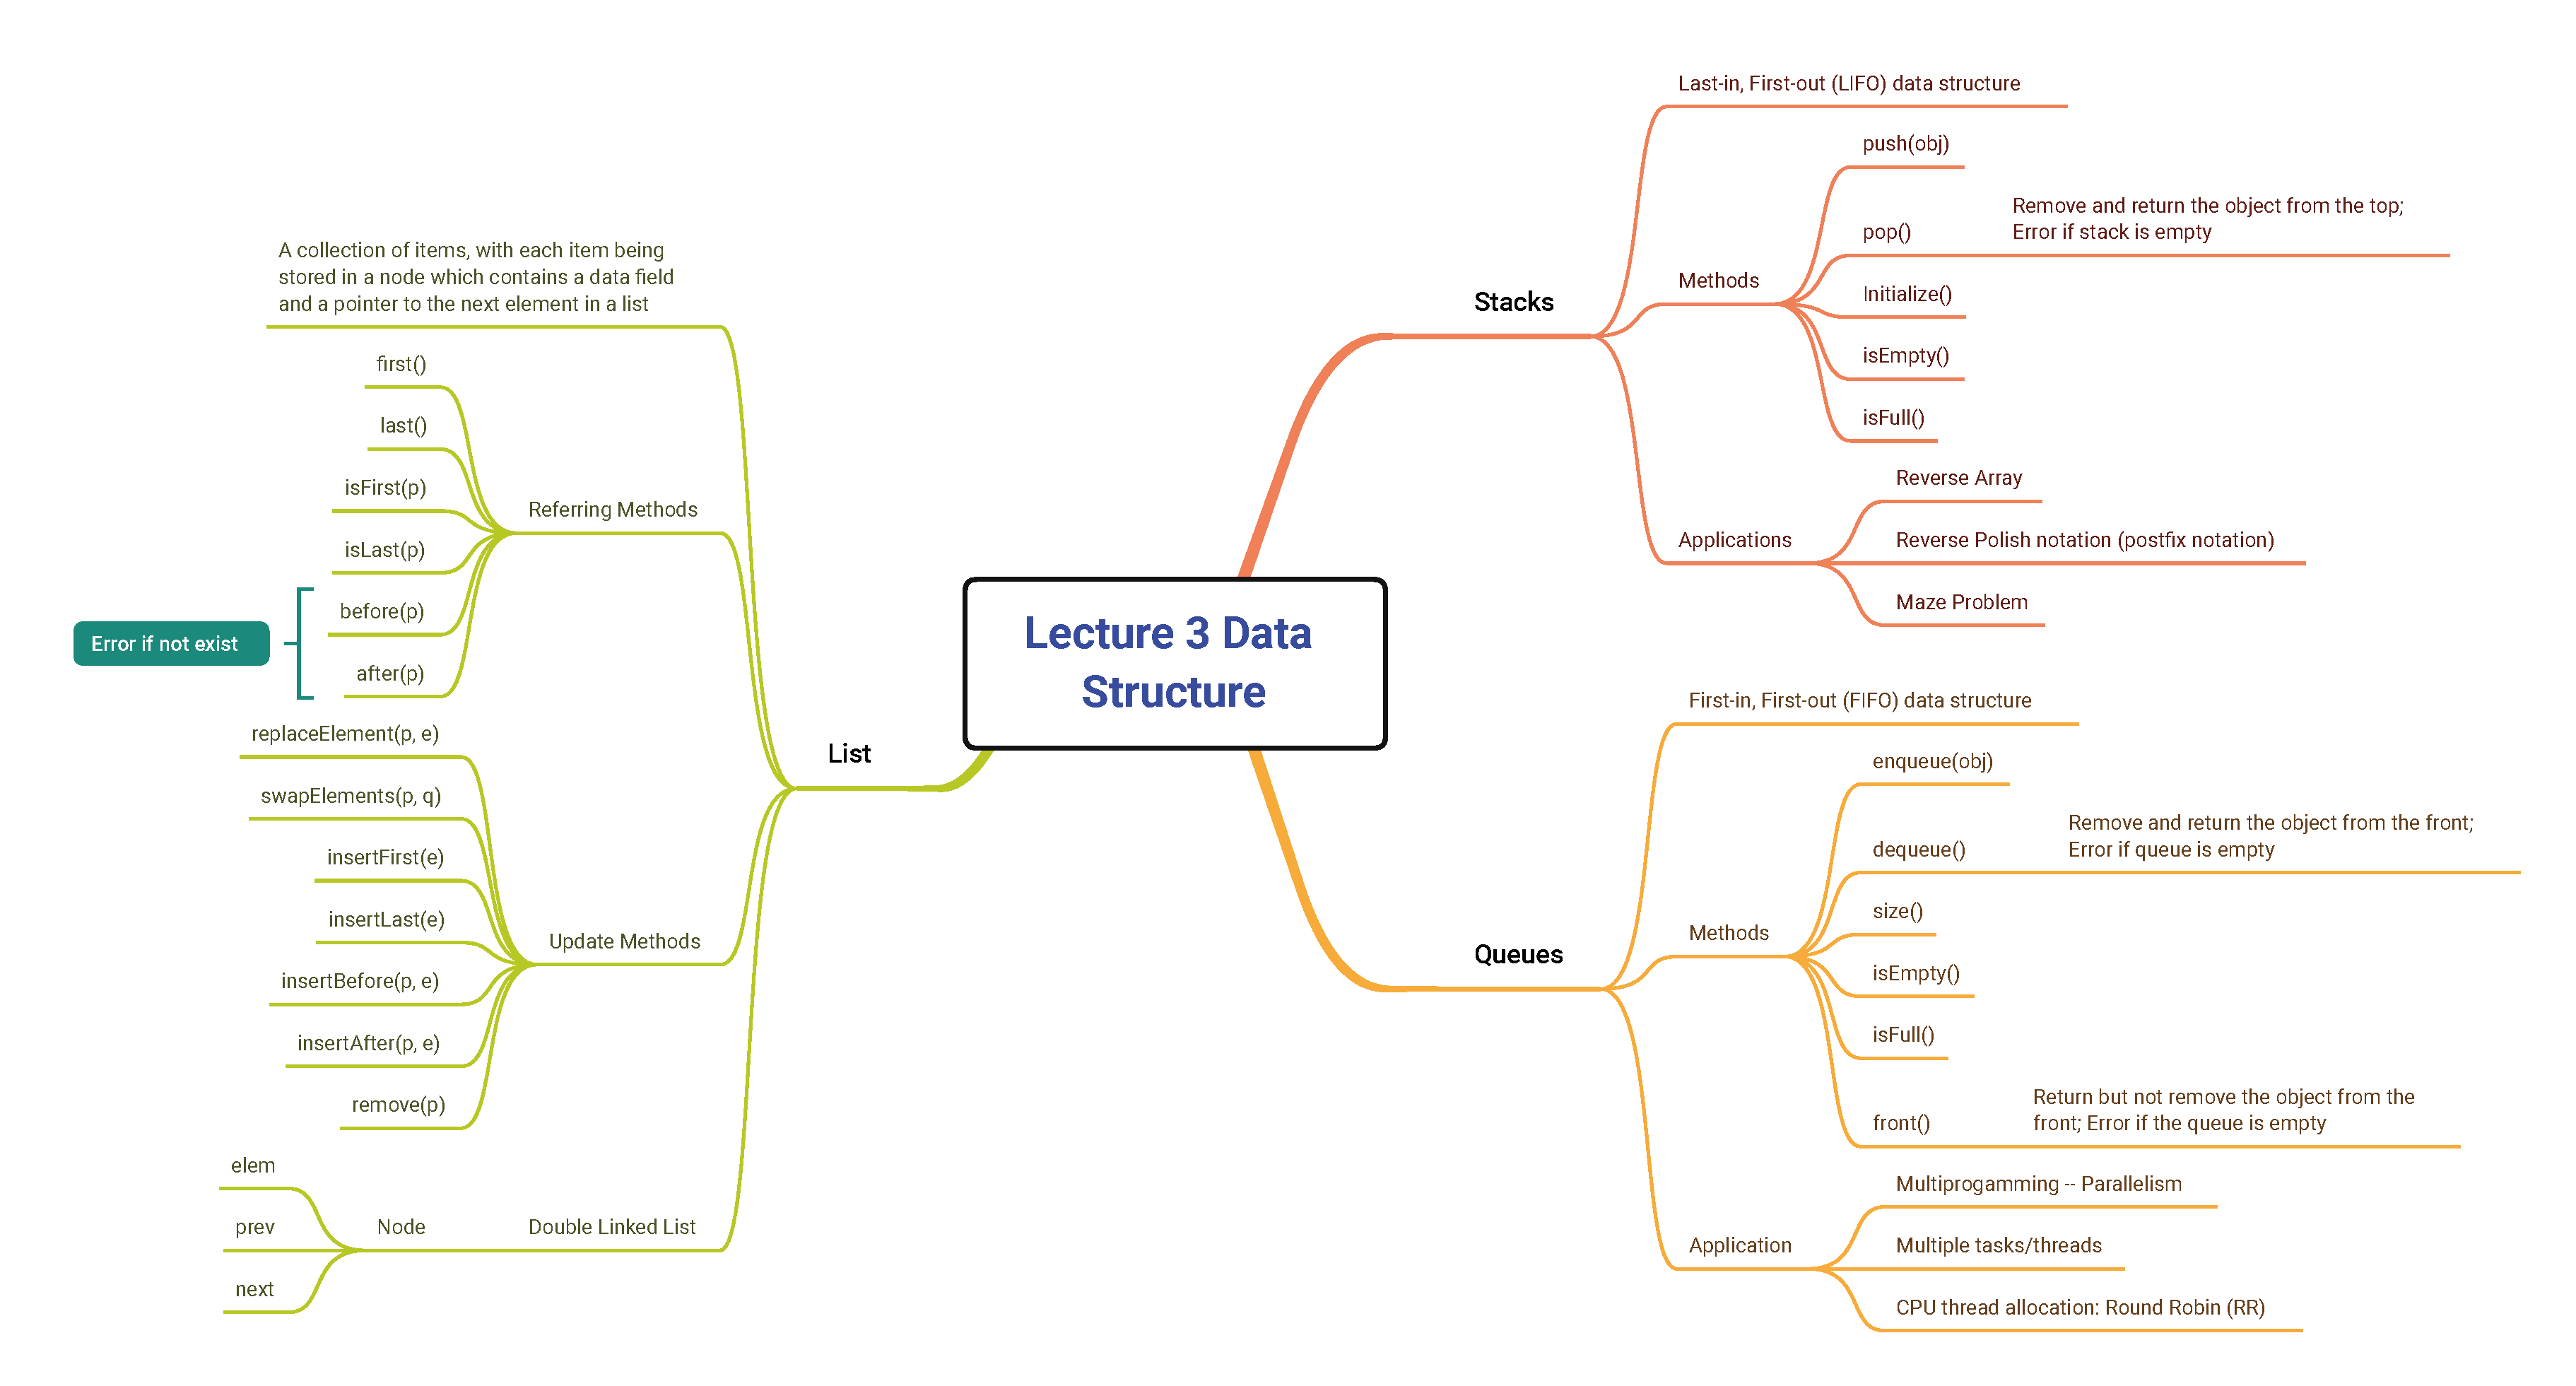 Lecture 3 Data
Structure
Stacks
Last-in, First-out (LIFO) data structure
Methods
push(obj)
pop()
Remove and return the object from the top;
Error if stack is empty
Initialize()
isEmpty()
isFull()
Applications
Reverse Array
Reverse Polish notation (postfix notation)
Maze Problem
Queues
First-in, First-out (FIFO) data structure
Methods
enqueue(obj)
dequeue()
Remove and return the object from the front;
Error if queue is empty
size()
isEmpty()
isFull()
front()
Return but not remove the object from the
front; Error if the queue is empty
Application
Multiprogamming -- Parallelism
Multiple tasks/threads
CPU thread allocation: Round Robin (RR)
List
A collection of items, with each item being
stored in a node which contains a data field
and a pointer to the next element in a list
Referring Methods
first()
last()
isFirst(p)
isLast(p)
before(p)
after(p)
Error if not exist
Update Methods
replaceElement(p, e)
swapElements(p, q)
insertFirst(e)
insertLast(e)
insertBefore(p, e)
insertAfter(p, e)
remove(p)
Double Linked List
Node
elem
prev
next